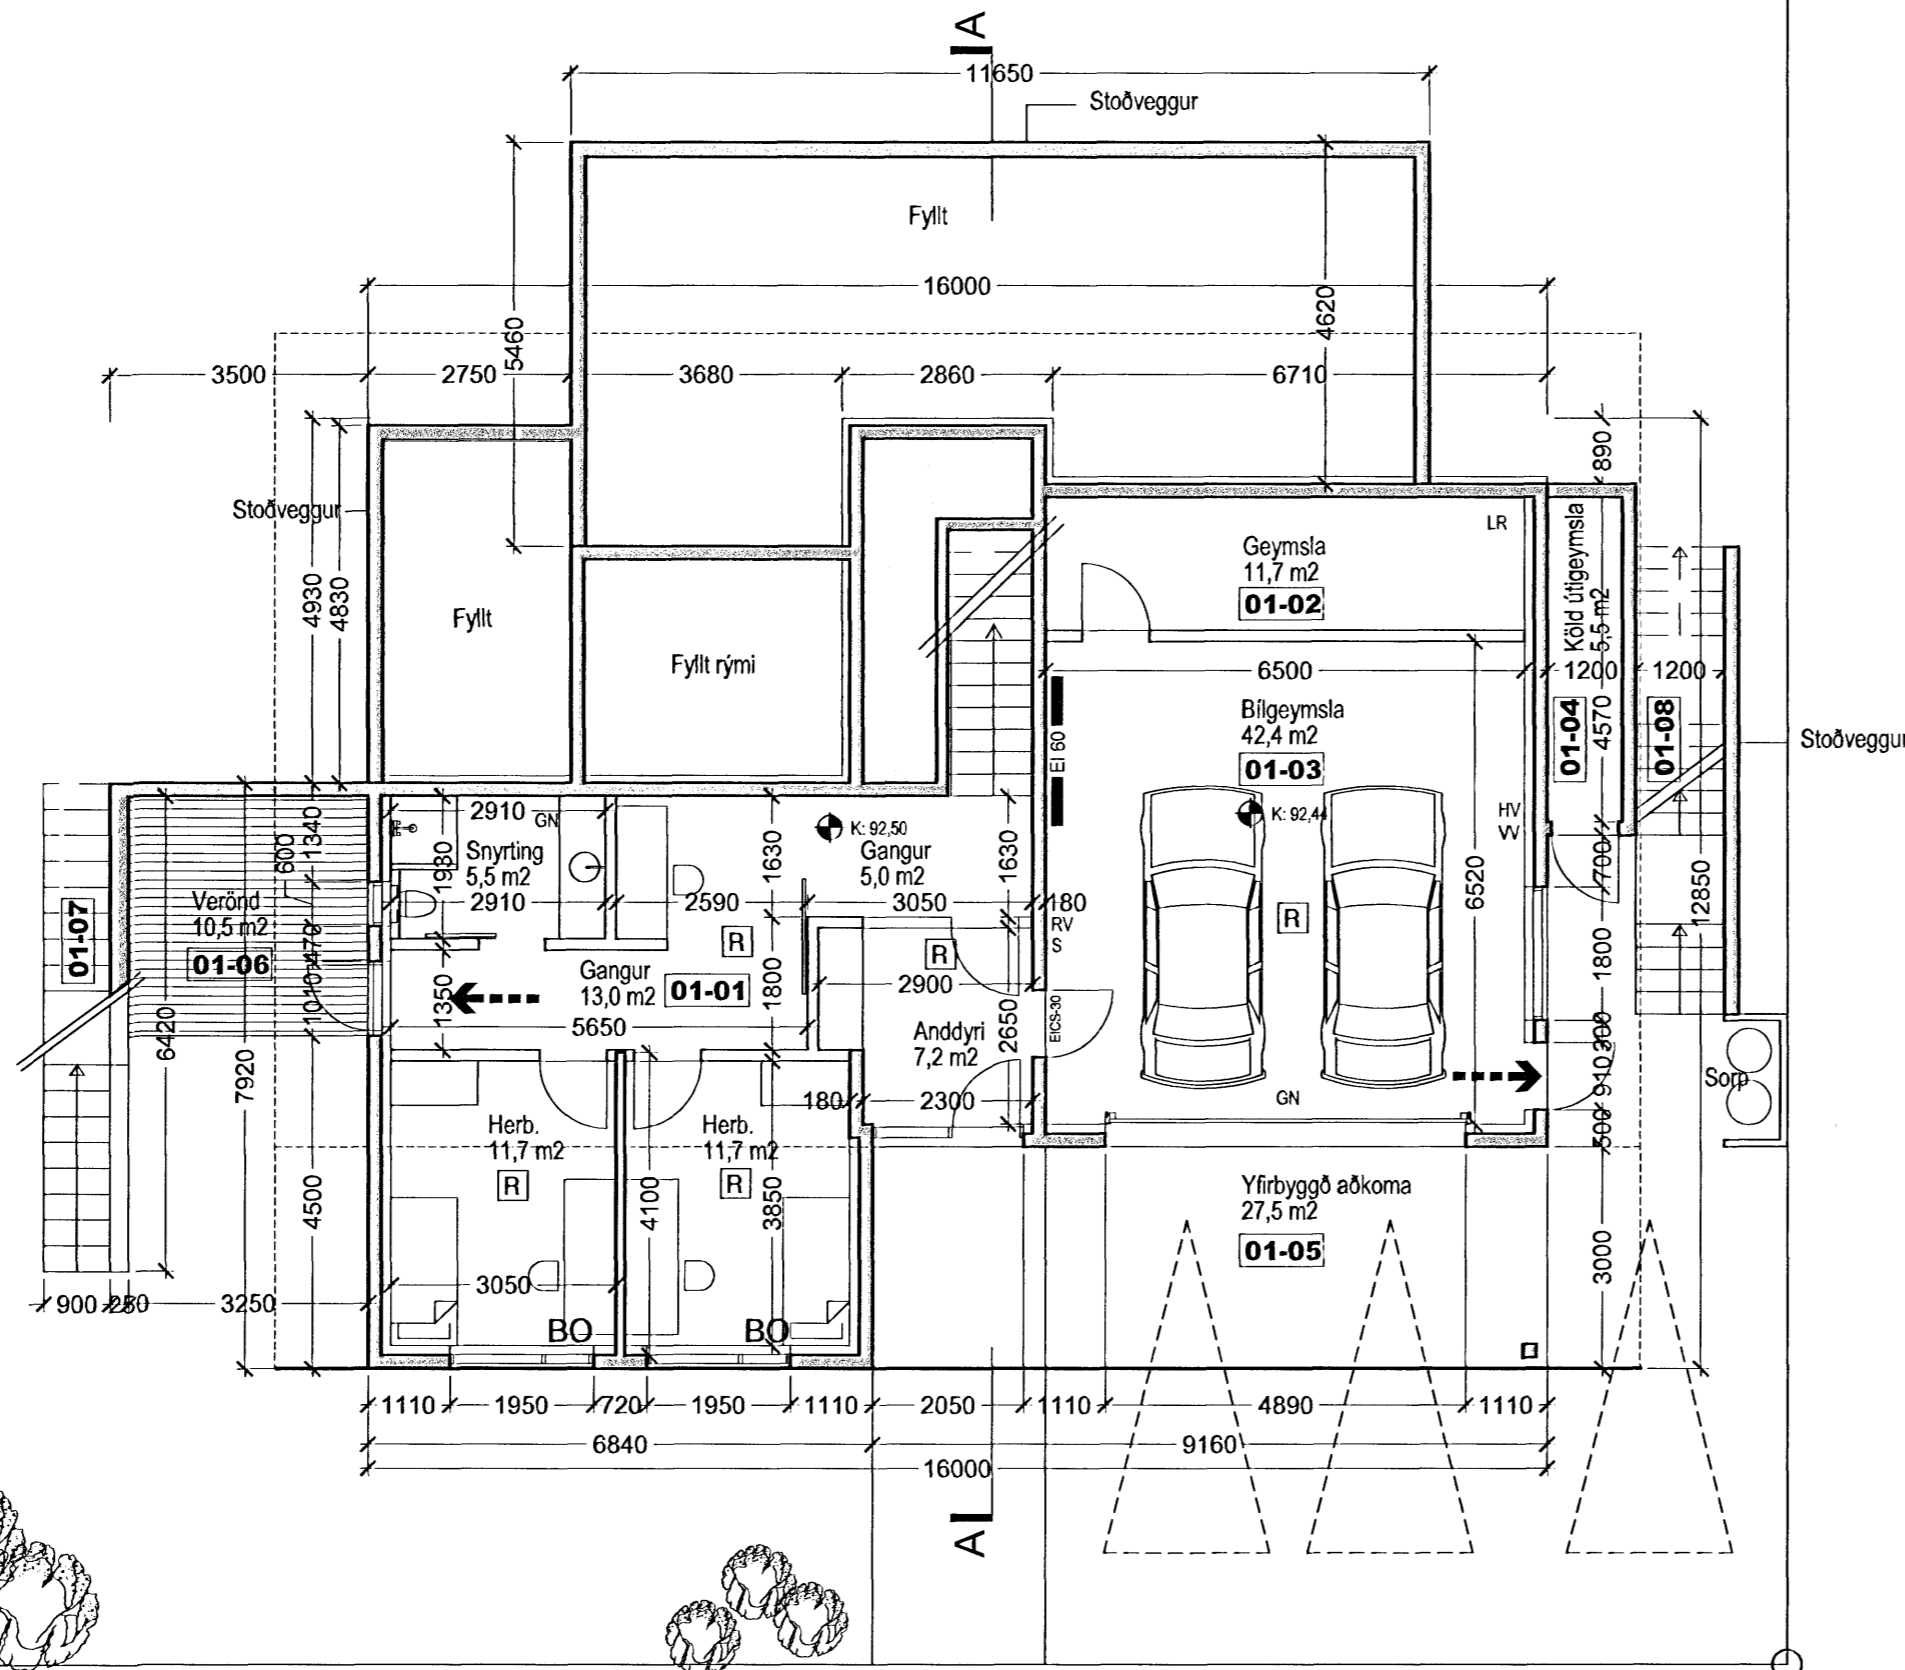 A
11650
Stoðveggur
Fyllt
16000
5460
4620
3500
2750
3680
2860
6710
890
Stoðveggur
4930
4830
Fyllt
Fyllt rými
LR
Geymsla
11,7 m2
01-02
Köld útigeymsla
5,5 m2
6500
1200
1200
Bílgeymsla
42,4 m2
01-03
EI 60
01-04
4570
01-08
Stoðveggur
K: 92,44
HV
VV
2910
GN
1340
600
1930
Snyrting
5,5 m2
2910
1630
K: 92,50
Gangur
5,0 m2
1630
2590
3050
180
RV
S
R
R
R
6520
700
12850
1800
Verönd
10,5 m2
01-06
01-07
470
1010
1350
Gangur
13,0 m2
01-01
1800
2900
5650
Anddyri
7,2 m2
2650
EICS-30
300
910
500
Sorp
6420
7920
180
2300
GN
Herb.
11,7 m2
R
Herb.
11,7 m2
R
4500
4100
3850
Yfirbyggð aðkoma
27,5 m2
01-05
3000
3050
BO
BO
900
250
3250
1110
1950
720
1950
1110
2050
1110
4890
1110
6840
9160
16000
A